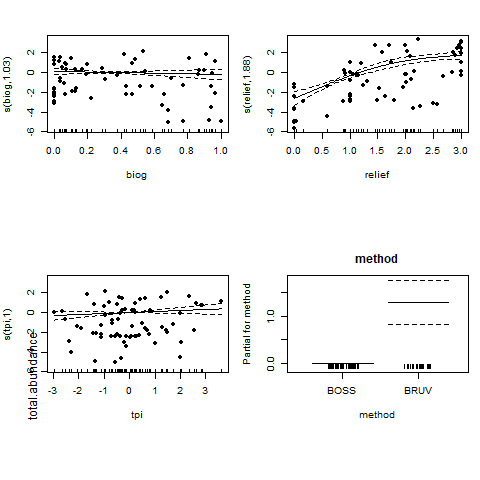 s(biog,1.03)
2
0
-2
-4
-6
0.0 0.2 0.4 0.6 0.8 1.0
biog
s(relief,1.88)
2
0
-2
-4
-6
0.0 0.5 1.0 1.5 2.0 2.5 3.0
relief
s(tpi,1)
2
0
-2
-4
-6
-3 -2 -1 0 1 2 3
tpi
total.abundance
method
Partial for method
1.0
0.0
BOSS BRUV
method